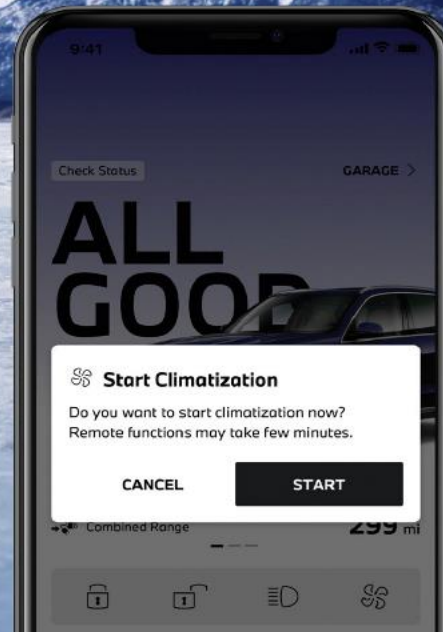 9:41
Check Status
GARAGE >
ALL
GOOD
Start Climatization
Do you want to start climatization now?
Remote functions may take few minutes.
CANCEL
START
Combined Range
299 mi